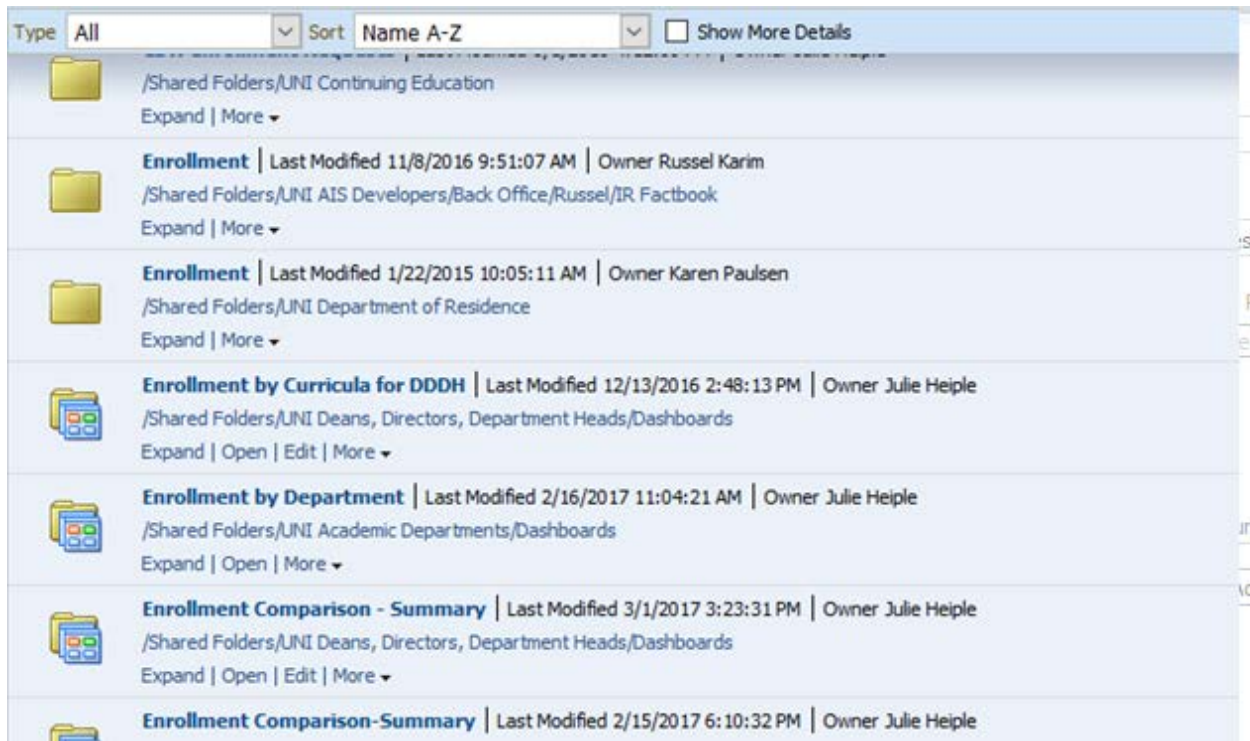 Type All Sort Name A-Z Show More Details
/Shared Folders/UNI Continuing Education
Expand | More
Enrollment | Last Modified 11/8/2016 9:51:07 AM | Owner Russel Karim
/Shared Folders/UNI AIS Developers/Back Office/Russel/IR Factbook
Expand | More
Enrollment | Last Modified 1/22/2015 10:05:11 AM | Owner Karen Paulsen
/Shared Folders/UNI Department of Residence
Expand | More
Enrollment by Curricula for DDDH | Last Modified 12/13/2016 2:48:13 PM | Owner Julie Heiple
/Shared Folders/UNI Deans, Directors, Department Heads/Dashboards
Expand | Open | Edit | More
Enrollment by Department | Last Modified 2/16/2017 11:04:21 AM | Owner Julie Heiple
/Shared Folders/UNI Academic Departments/Dashboards
Expand | Open | More
Enrollment Comparison - Summary | Last Modified 3/1/2017 3:23:31 PM | Owner Julie Heiple
/Shared Folders/UNI Deans, Directors, Department Heads/Dashboards
Expand | Open | Edit | More
Enrollment Comparison-Summary | Last Modified 2/15/2017 6:10:32 PM | Owner Julie Heiple